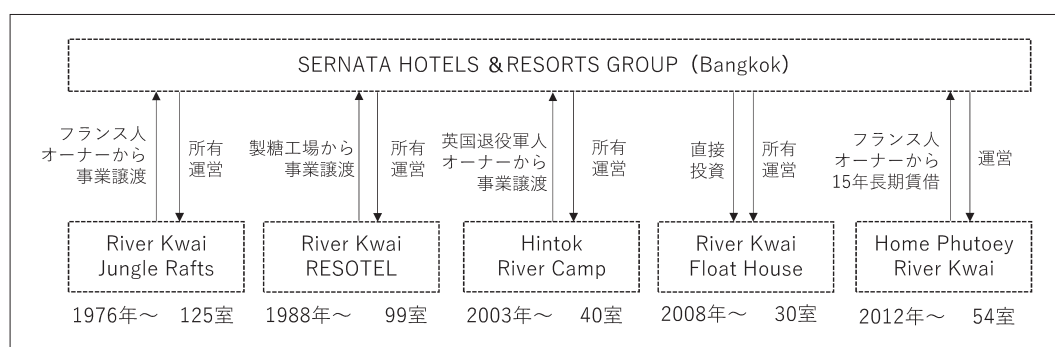 SERNATA HOTELS &RESORTS GROUP (Bangkok)
フランス人
オーナーから
事業譲渡
所有
運営
製糖工場から
事業譲渡
所有
運営
英国退役軍人
オーナーから
事業譲渡
所有
運営
直接
投資
所有
運営
フランス人
オーナーから
15年長期賃借
運営
River Kwai
Jungle Rafts
River Kwai
RESOTEL
Hintok
River Camp
River Kwai
Float House
Home Phutoey
River Kwai
1976年〜 125室
1988年〜 99室
2003年〜 40室
2008年〜 30室
2012年〜 54室